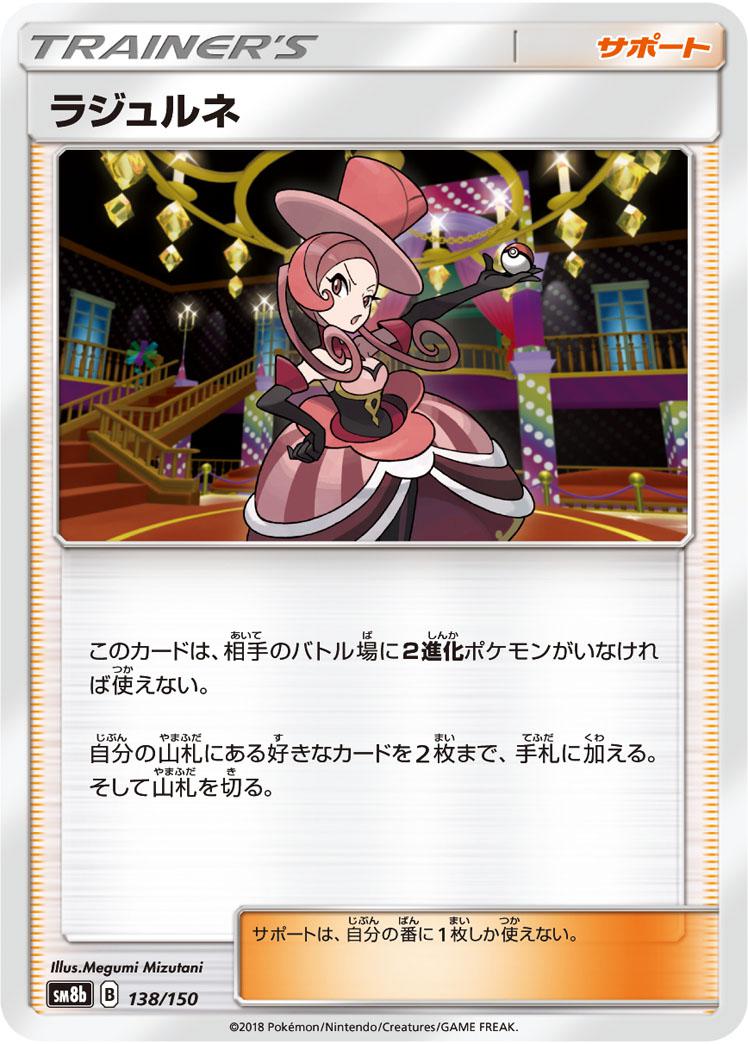 TRAINER'S
サポート
ラジュルネ
このカードは、相手のバトル場に2進化ポケモンがいなけれ
ば使えない。
自分の山札にある好きなカードを2枚まで、手札に加える。
そして山札を切る。
サポートは、自分の番に1枚しか使えない。
Illus.Megumi Mizutani
SM8b B 138/150
©2018 Pokémon/Nintendo/Creatures/GAME FREAK.